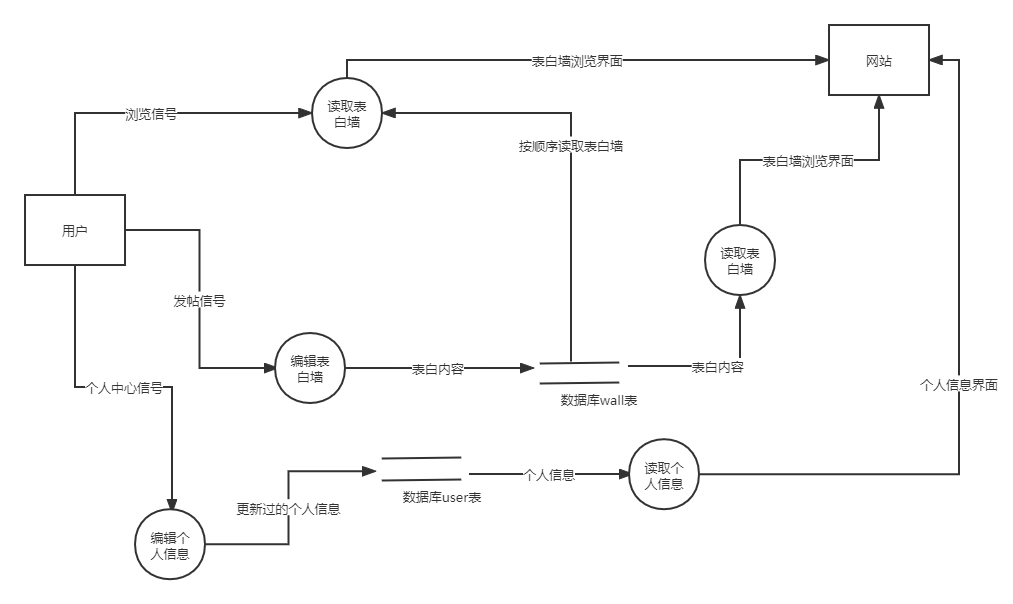 表白墙浏览界面
网站
读取表
白墙
浏览信号
按顺序读取表白墙
表白墙浏览界面
用户
读取表
白墙
发帖信号
编辑表
白墙
表白内容
表白内容
个人中心信号
个人信息界面
数据库wall表
读取个
人信息
个人信息
数据库user表
更新过的个人信息
编辑个
人信息